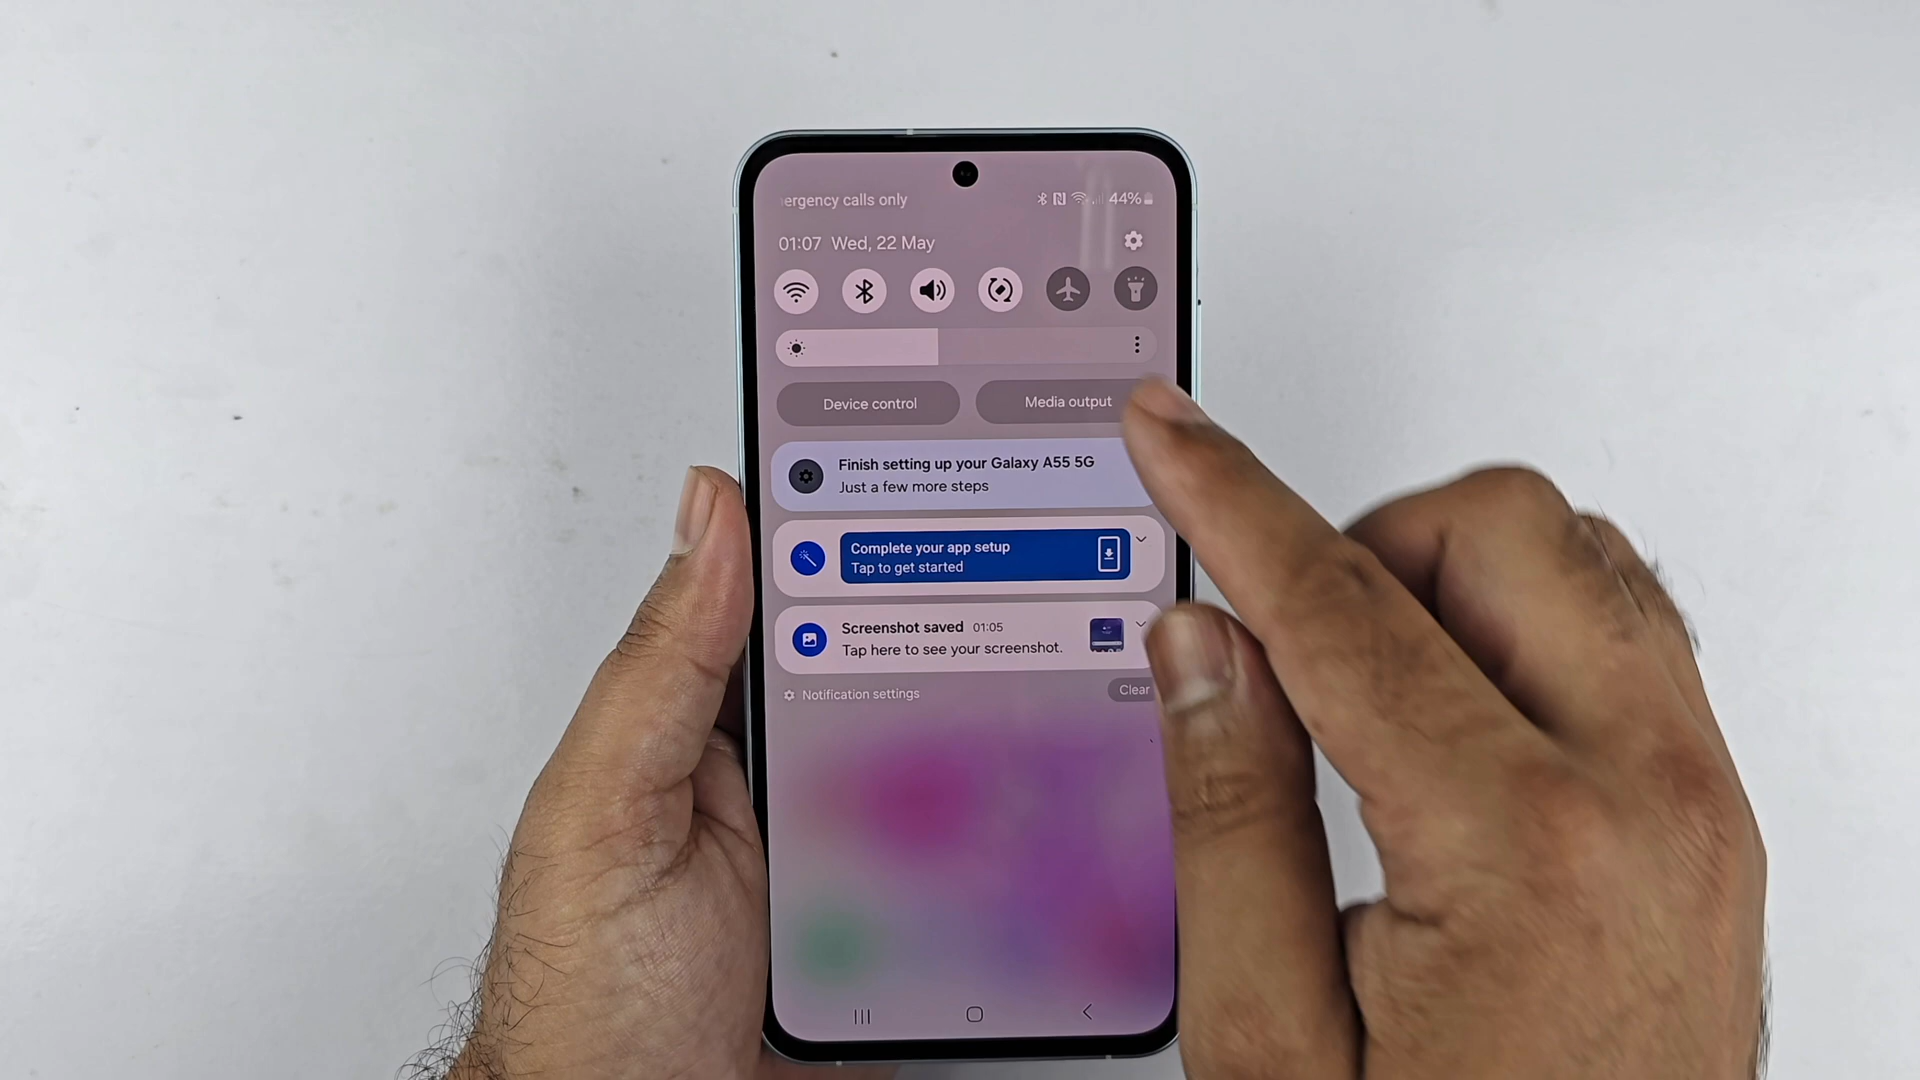 ergency calls only 44%
01:07 Wed, 22 May
Device control Media output
Finish setting up your Galaxy A55 5G
Just a few more steps
Complete your app setup
Tap to get started
Screenshot saved 01:05
Tap here to see your screenshot.
Notification settings Clear